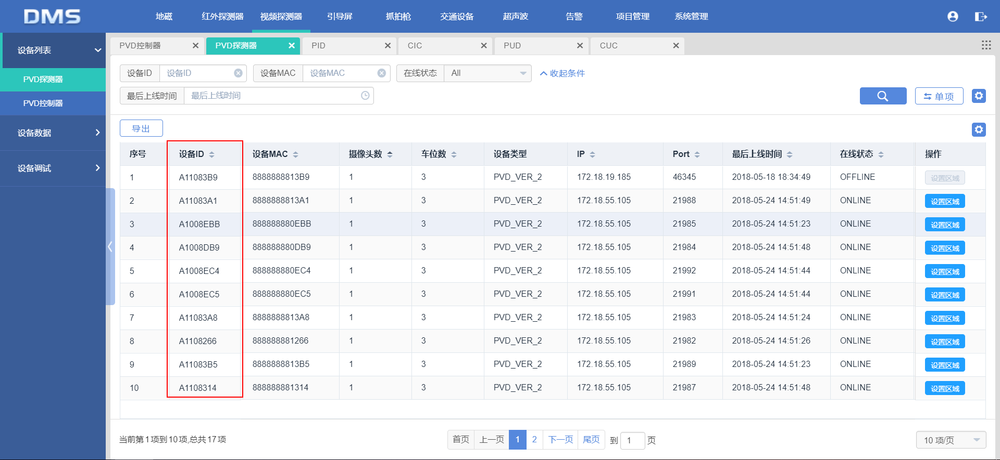 DMS 地磁 红外探测器 视频探测器 引导屏 抓拍枪 交通设备 超声波 告警 项目管理 系统管理
设备列表
PVD探测器
PVD控制器
设备数据
设备调试
PVD控制器 PVD探测器 PID CIC PUD CUC
设备ID 设备ID 设备MAC 设备MAC 在线状态 All 收起条件
最后上线时间 最后上线时间 单项
导出
序号 设备ID 设备MAC 摄像头数 车位数 设备类型 IP Port 最后上线时间 在线状态 操作
1 A11083B9 8888888813B9 1 3 PVD_VER_2 172.18.19.185 46345 2018-05-18 18:34:49 OFFLINE 设置区域
2 A11083A1 8888888813A1 1 3 PVD_VER_2 172.18.55.105 21988 2018-05-24 14:51:49 ONLINE 设置区域
3 A1008EBB 888888880EBB 1 3 PVD_VER_2 172.18.55.105 21985 2018-05-24 14:51:23 ONLINE 设置区域
4 A1008DB9 888888880DB9 1 3 PVD_VER_2 172.18.55.105 21984 2018-05-24 14:51:48 ONLINE 设置区域
5 A1008EC4 888888880EC4 1 3 PVD_VER_2 172.18.55.105 21992 2018-05-24 14:51:44 ONLINE 设置区域
6 A1008EC5 888888880EC5 1 3 PVD_VER_2 172.18.55.105 21991 2018-05-24 14:51:44 ONLINE 设置区域
7 A11083A8 8888888813A8 1 3 PVD_VER_2 172.18.55.105 21983 2018-05-24 14:51:24 ONLINE 设置区域
8 A1108266 888888881266 1 3 PVD_VER_2 172.18.55.105 21982 2018-05-24 14:51:26 ONLINE 设置区域
9 A11083B5 8888888813B5 1 3 PVD_VER_2 172.18.55.105 21989 2018-05-24 14:51:23 ONLINE 设置区域
10 A1108314 888888881314 1 3 PVD_VER_2 172.18.55.105 21987 2018-05-24 14:51:48 ONLINE 设置区域
当前第1项到10项,总共17项 首页 上一页 1 2 下一页 尾页 到 1 页 10 项/页